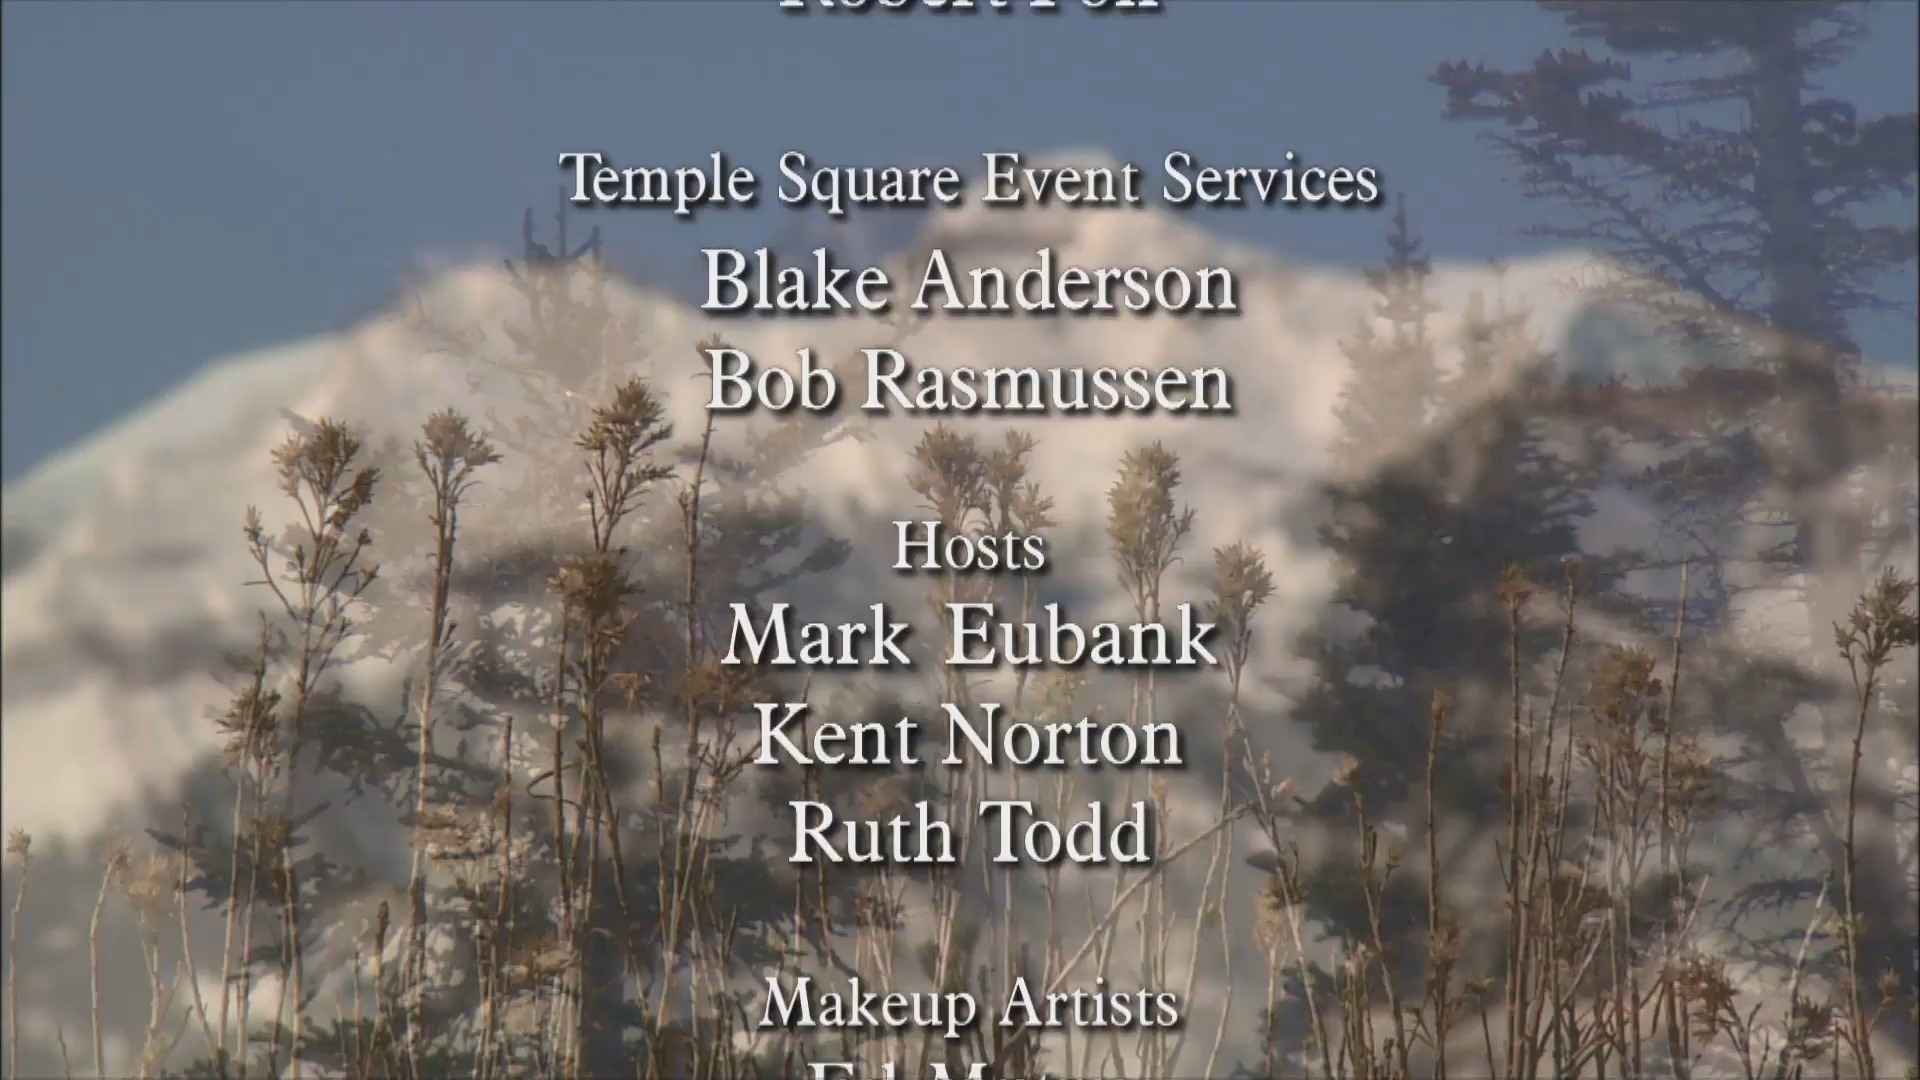 Temple Square Event Services
Blake Anderson
Bob Rasmussen
Hosts
Mark Eubank
Kent Norton
Ruth Todd
Makeup Artists